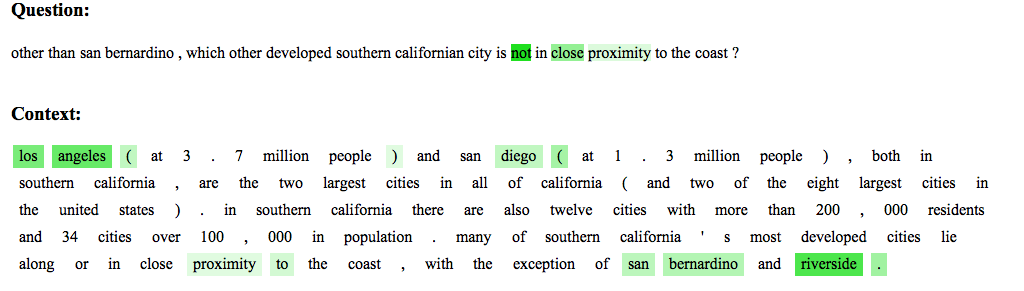 Question:
other than san bernardino , which other developed southern californian city is not in close proximity to the coast ?
Context:
los angeles ( at 3 . 7 million people ) and san diego ( at 1 . 3 million people ) , both in
southern california , are the two largest cities in all of california ( and two of the eight largest cities in
the united states ) . in southern california there are also twelve cities with more than 200 , 000 residents
and 34 cities over 100 , 000 in population . many of southern california ' s most developed cities lie
along or in close proximity to the coast , with the exception of san bernardino and riverside .